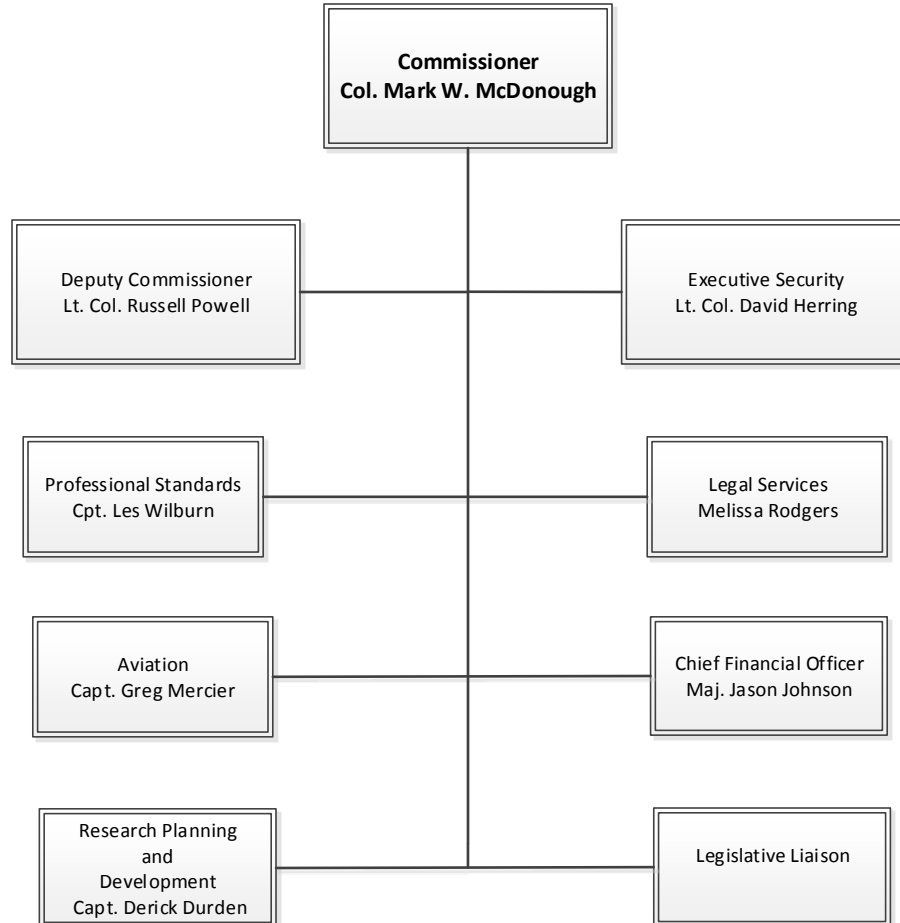 Commissioner
Col. Mark W. McDonough
Deputy Commissioner
Lt. Col. Russell Powell
Executive Security
Lt. Col. David Herring
Professional Standards
Cpt. Les Wilburn
Legal Services
Melissa Rodgers
Aviation
Capt. Greg Mercier
Chief Financial Officer
Maj. Jason Johnson
Research Planning
and
Development
Capt. Derick Durden
Legislative Liaison